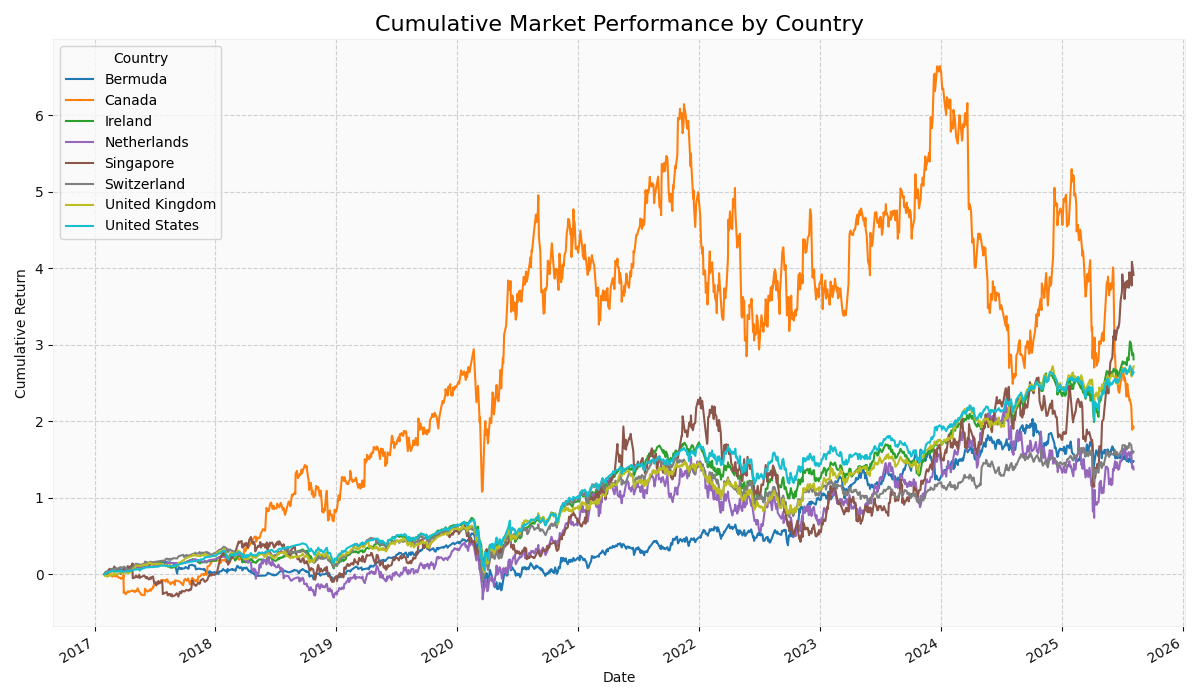 Cumulative Market Performance by Country
Country
Bermuda
Canada
Ireland
Netherlands
Singapore
Switzerland
United Kingdom
United States
Cumulative Return
6
5
4
3
2
1
0
2017
2018
2019
2020
2021
2022
2023
2024
2025
2026
Date